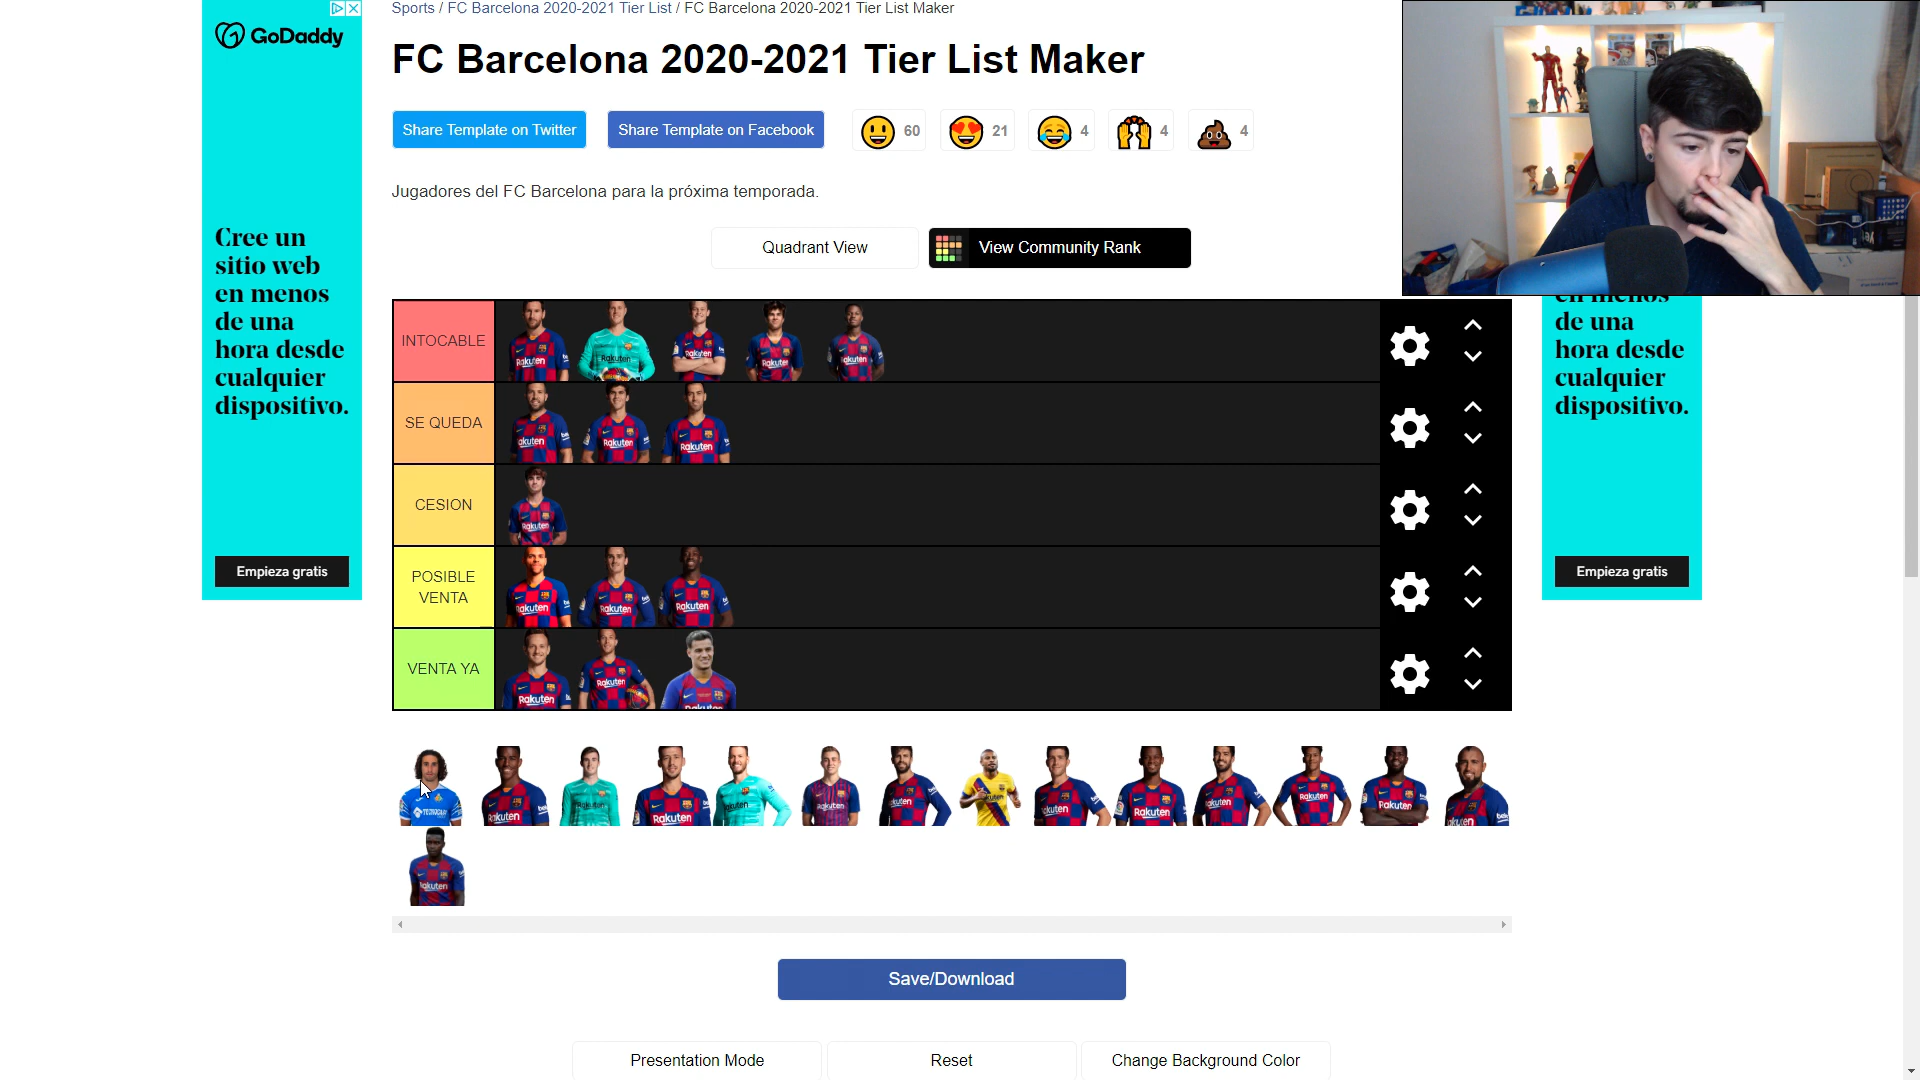 Sports / FC Barcelona 2020-2021 Tier List / FC Barcelona 2020-2021 Tier List Maker
GoDaddy
FC Barcelona 2020-2021 Tier List Maker
Share Template on Twitter
Share Template on Facebook
60
21
4
4
4
Jugadores del FC Barcelona para la próxima temporada.
Quadrant View
View Community Rank
Cree un
sitio web
en menos
de una
hora desde
cualquier
dispositivo.
Empieza gratis
en menos
de una
hora desde
cualquier
dispositivo.
Empieza gratis
INTOCABLE
SE QUEDA
CESION
POSIBLE
VENTA
VENTA YA
Save/Download
Presentation Mode
Reset
Change Background Color